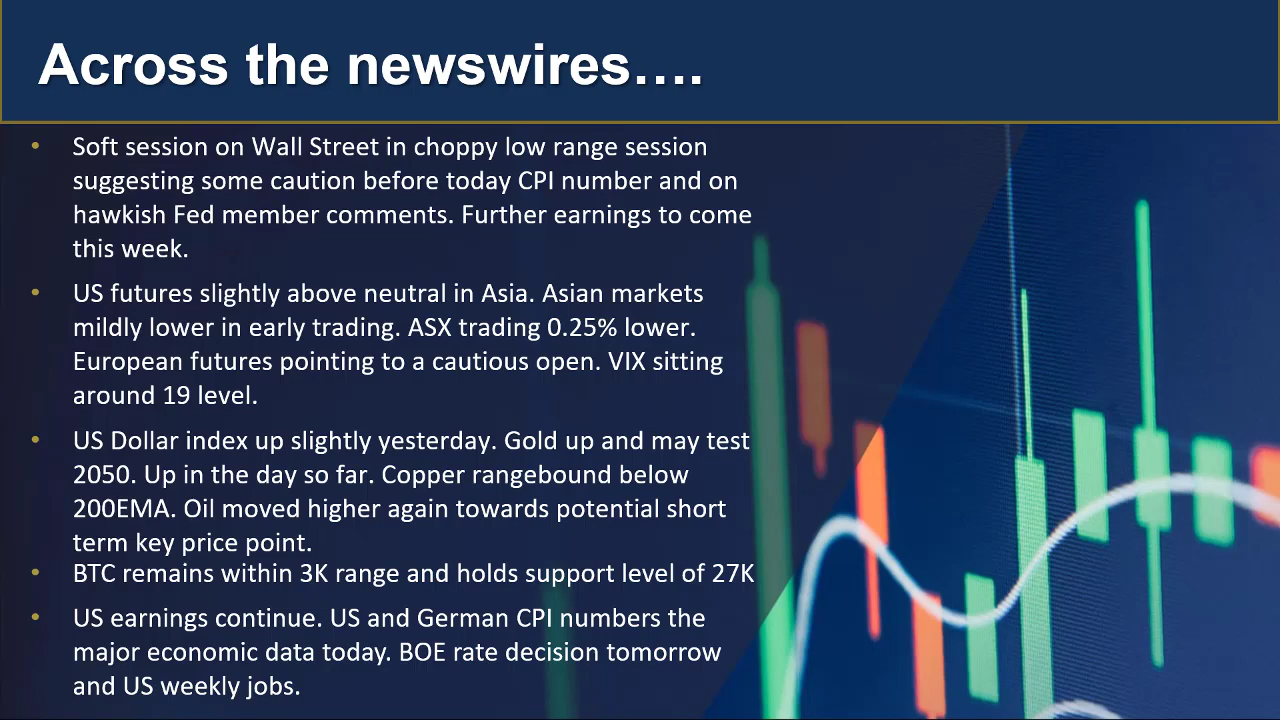 Across the newswires….
• Soft session on Wall Street in choppy low range session
suggesting some caution before today CPI number and on
hawkish Fed member comments. Further earnings to come
this week.
• US futures slightly above neutral in Asia. Asian markets
mildly lower in early trading. ASX trading 0.25% lower.
European futures pointing to a cautious open. VIX sitting
around 19 level.
• US Dollar index up slightly yesterday. Gold up and may test
2050. Up in the day so far. Copper rangebound below
200EMA. Oil moved higher again towards potential short
term key price point.
• BTC remains within 3K range and holds support level of 27K
• US earnings continue. US and German CPI numbers the
major economic data today. BOE rate decision tomorrow
and US weekly jobs.